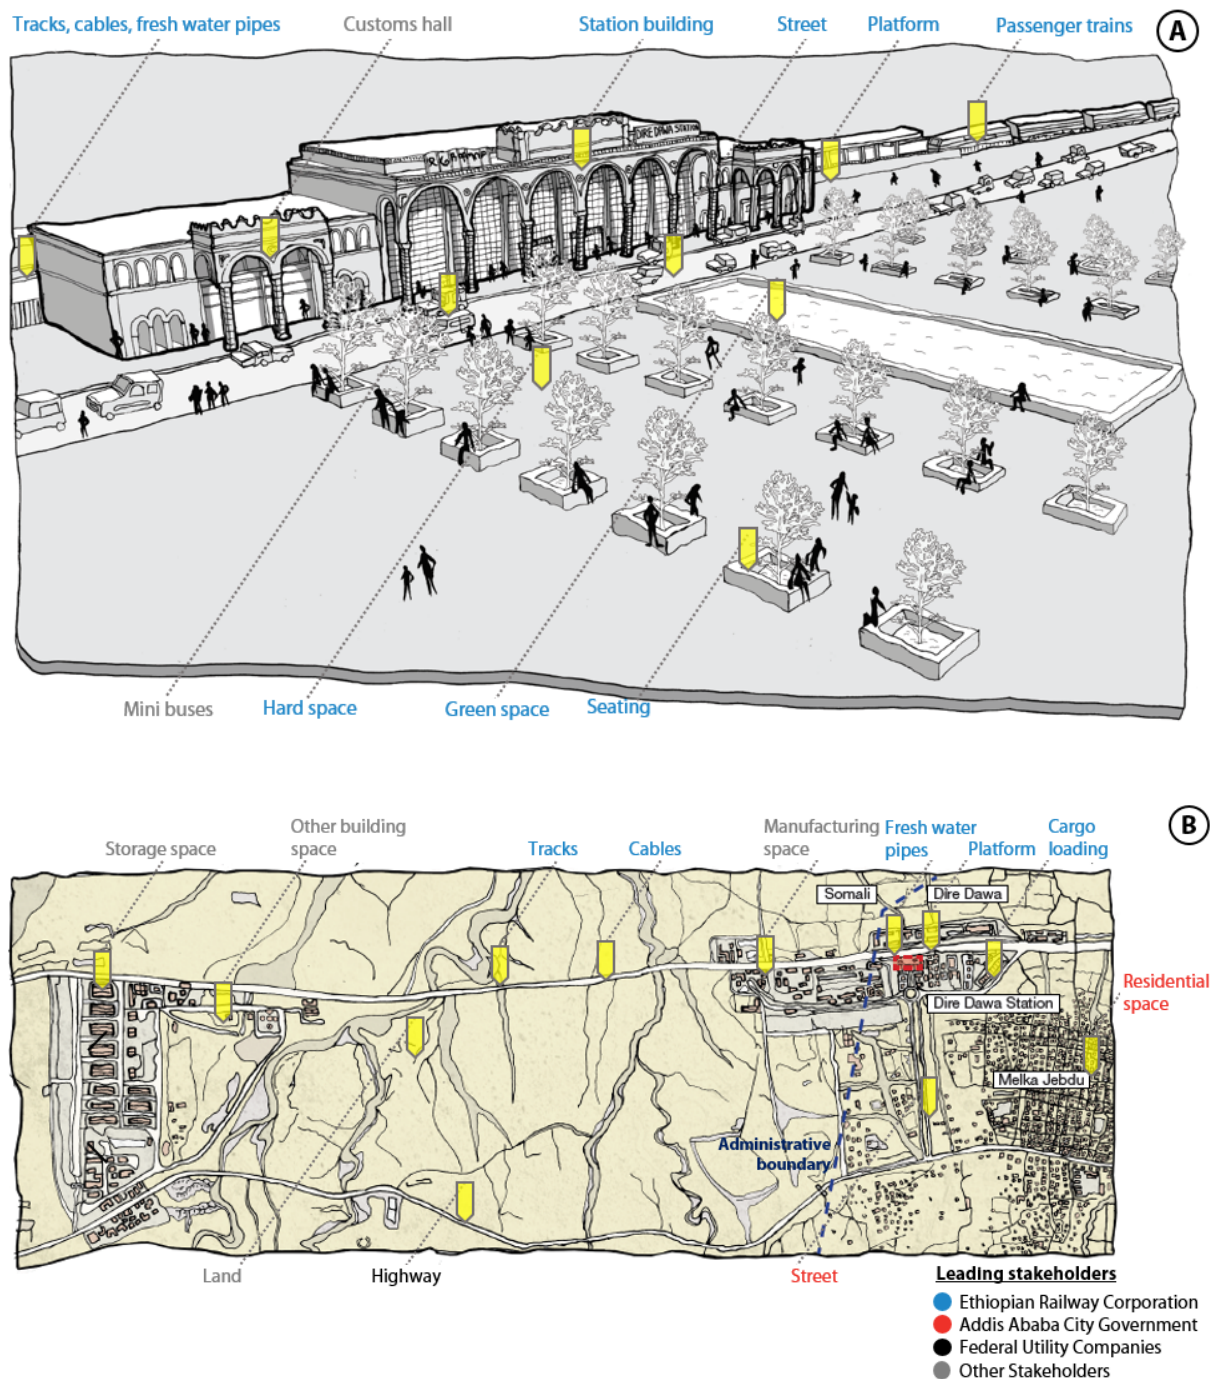 Tracks, cables, fresh water pipes
Customs hall
Station building
Street
Platform
Passenger trains
A
DIRE DAWA STATION
Mini buses
Hard space
Green space
Seating
B
Storage space
Other building
space
Tracks
Cables
Manufacturing
space
Fresh water
pipes
Platform
Cargo
loading
Somali
Dire Dawa
Residential
space
Dire Dawa Station
Melka Jebdu
Administrative
boundary
Land
Highway
Street
Leading stakeholders
Ethiopian Railway Corporation
Addis Ababa City Government
Federal Utility Companies
Other Stakeholders